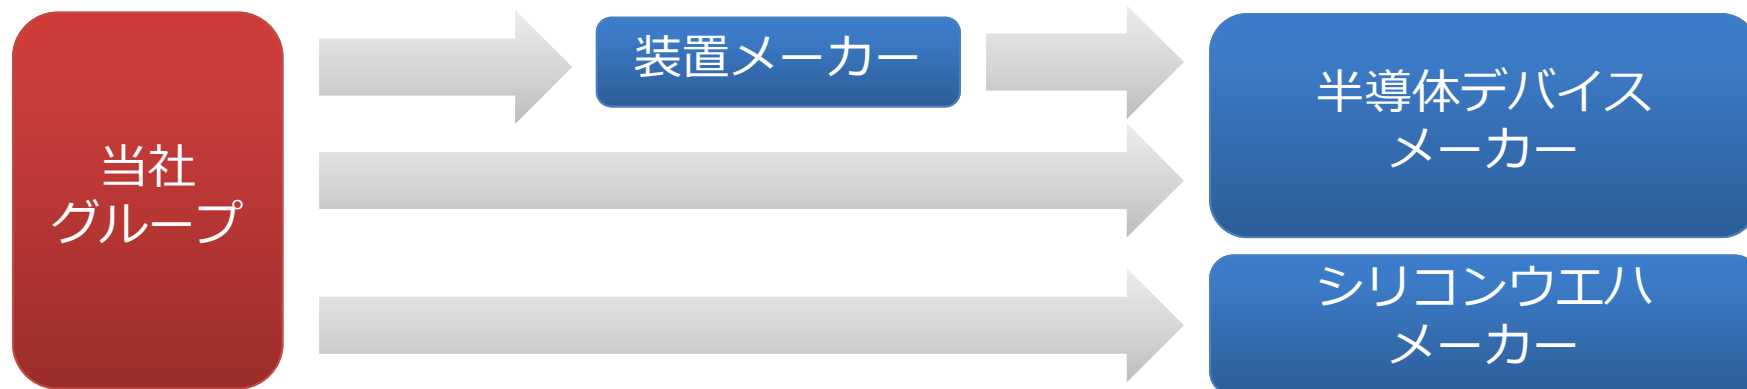 当社
グループ
装置メーカー
半導体デバイス
メーカー
シリコンウエハ
メーカー